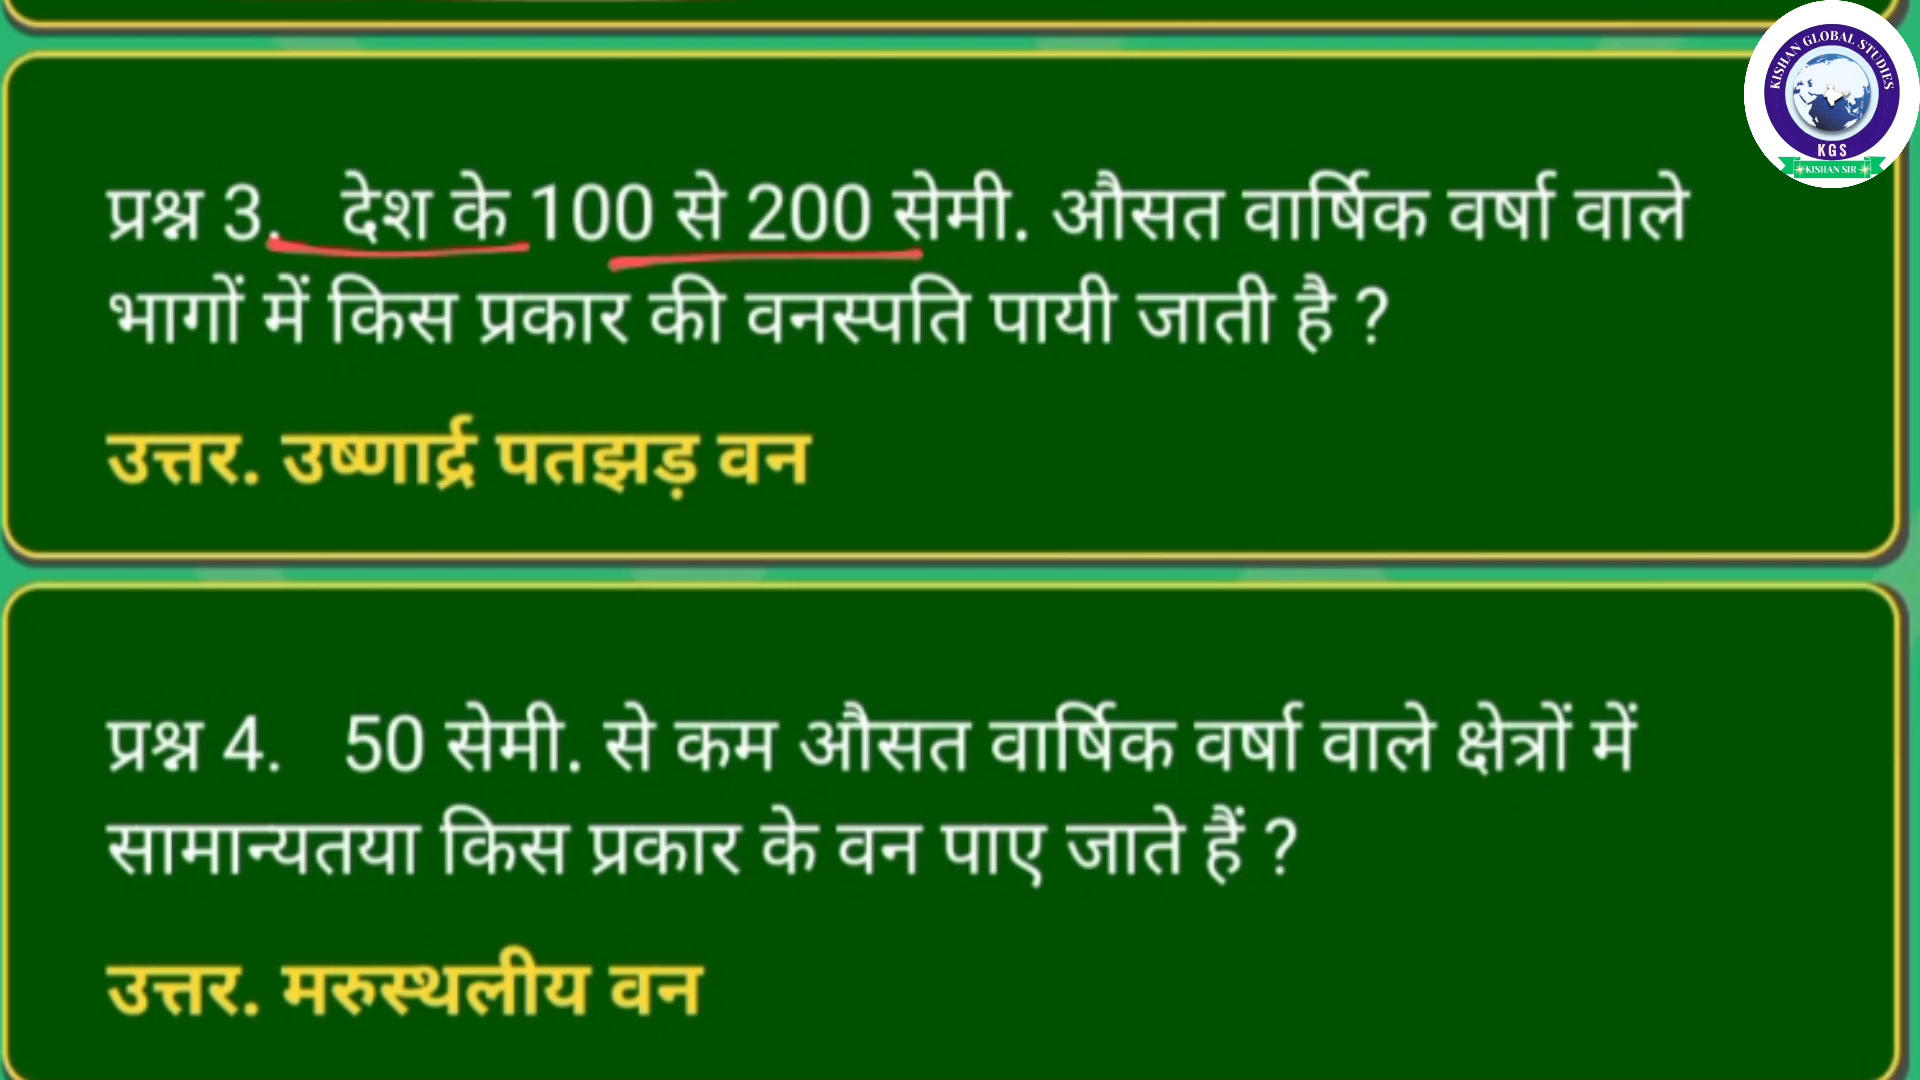 KISHAN GLOBAL STUDIES
KGS
KISHAN SIR
प्रश्न 3. देश के 100 से 200 सेमी. औसत वार्षिक वर्षा वाले
भागों में किस प्रकार की वनस्पति पायी जाती है ?
उत्तर. उष्णार्द्र पतझड़ वन
प्रश्न 4. 50 सेमी. से कम औसत वार्षिक वर्षा वाले क्षेत्रों में
सामान्यतया किस प्रकार के वन पाए जाते हैं ?
उत्तर. मरुस्थलीय वन